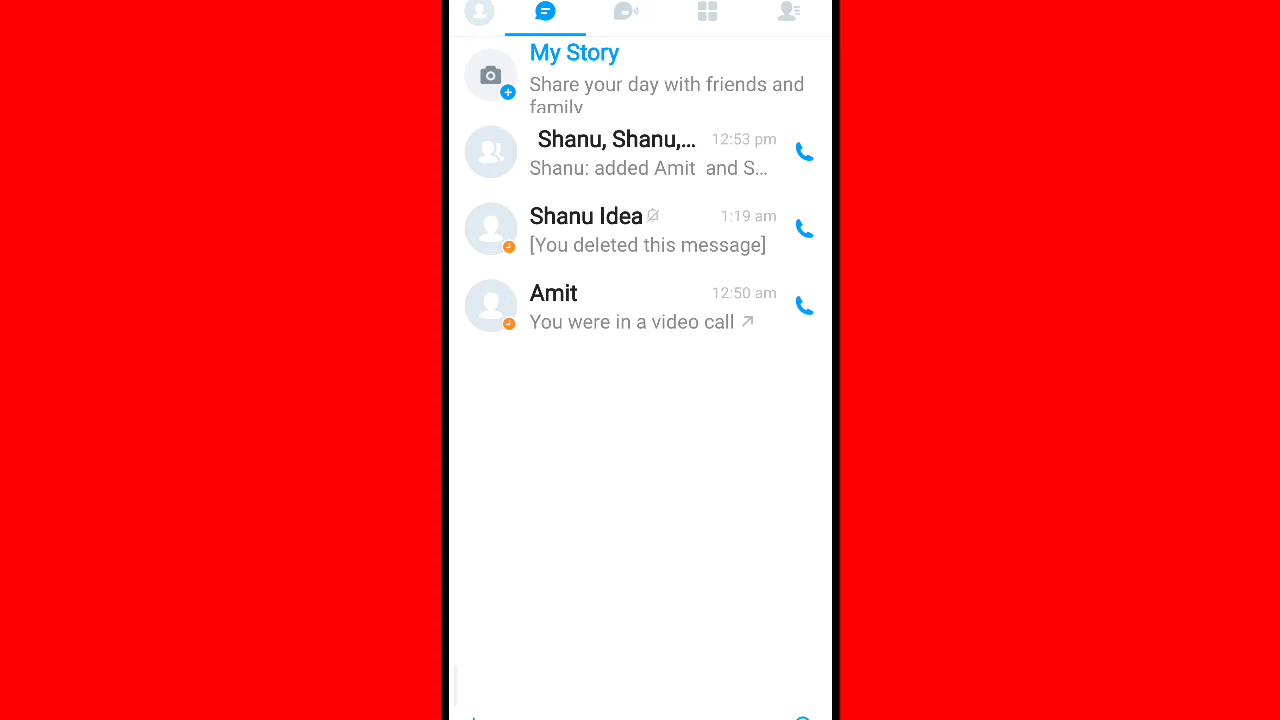 My Story
Share your day with friends and
family
Shanu, Shanu,... 12:53 pm
Shanu: added Amit  and S...
Shanu Idea 1:19 am
[You deleted this message]
Amit 12:50 am
You were in a video call